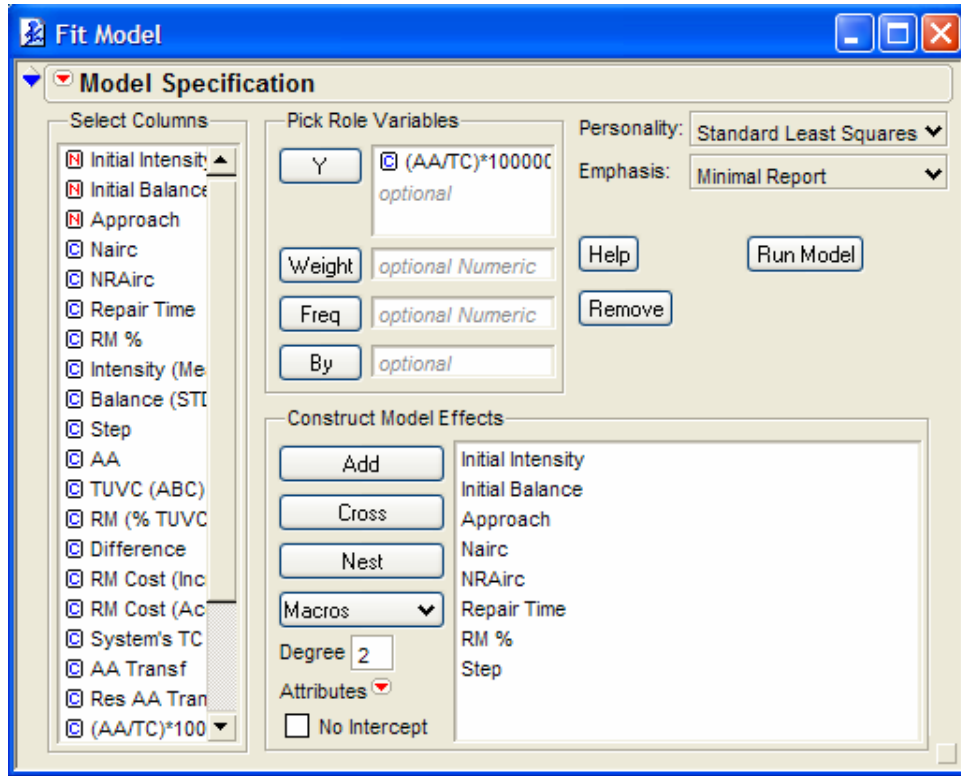 Fit Model
Model Specification
Select Columns
N Initial Intensity
N Initial Balance
N Approach
C Nairc
C NRAirc
C Repair Time
C RM %
C Intensity (Me
C Balance (STD
C Step
C AA
C TUVC (ABC)
C RM (% TUVC
C Difference
C RM Cost (Inc
C RM Cost (Ac
C System's TC
C AA Transf
C Res AA Tran
C (AA/TC)*100
Pick Role Variables
Y
C (AA/TC)*100000
optional
Weight
optional Numeric
Freq
optional Numeric
By
optional
Personality:
Standard Least Squares
Emphasis:
Minimal Report
Help
Run Model
Remove
Construct Model Effects
Add
Cross
Nest
Macros
Degree 2
Attributes
No Intercept
Initial Intensity
Initial Balance
Approach
Nairc
NRAirc
Repair Time
RM %
Step